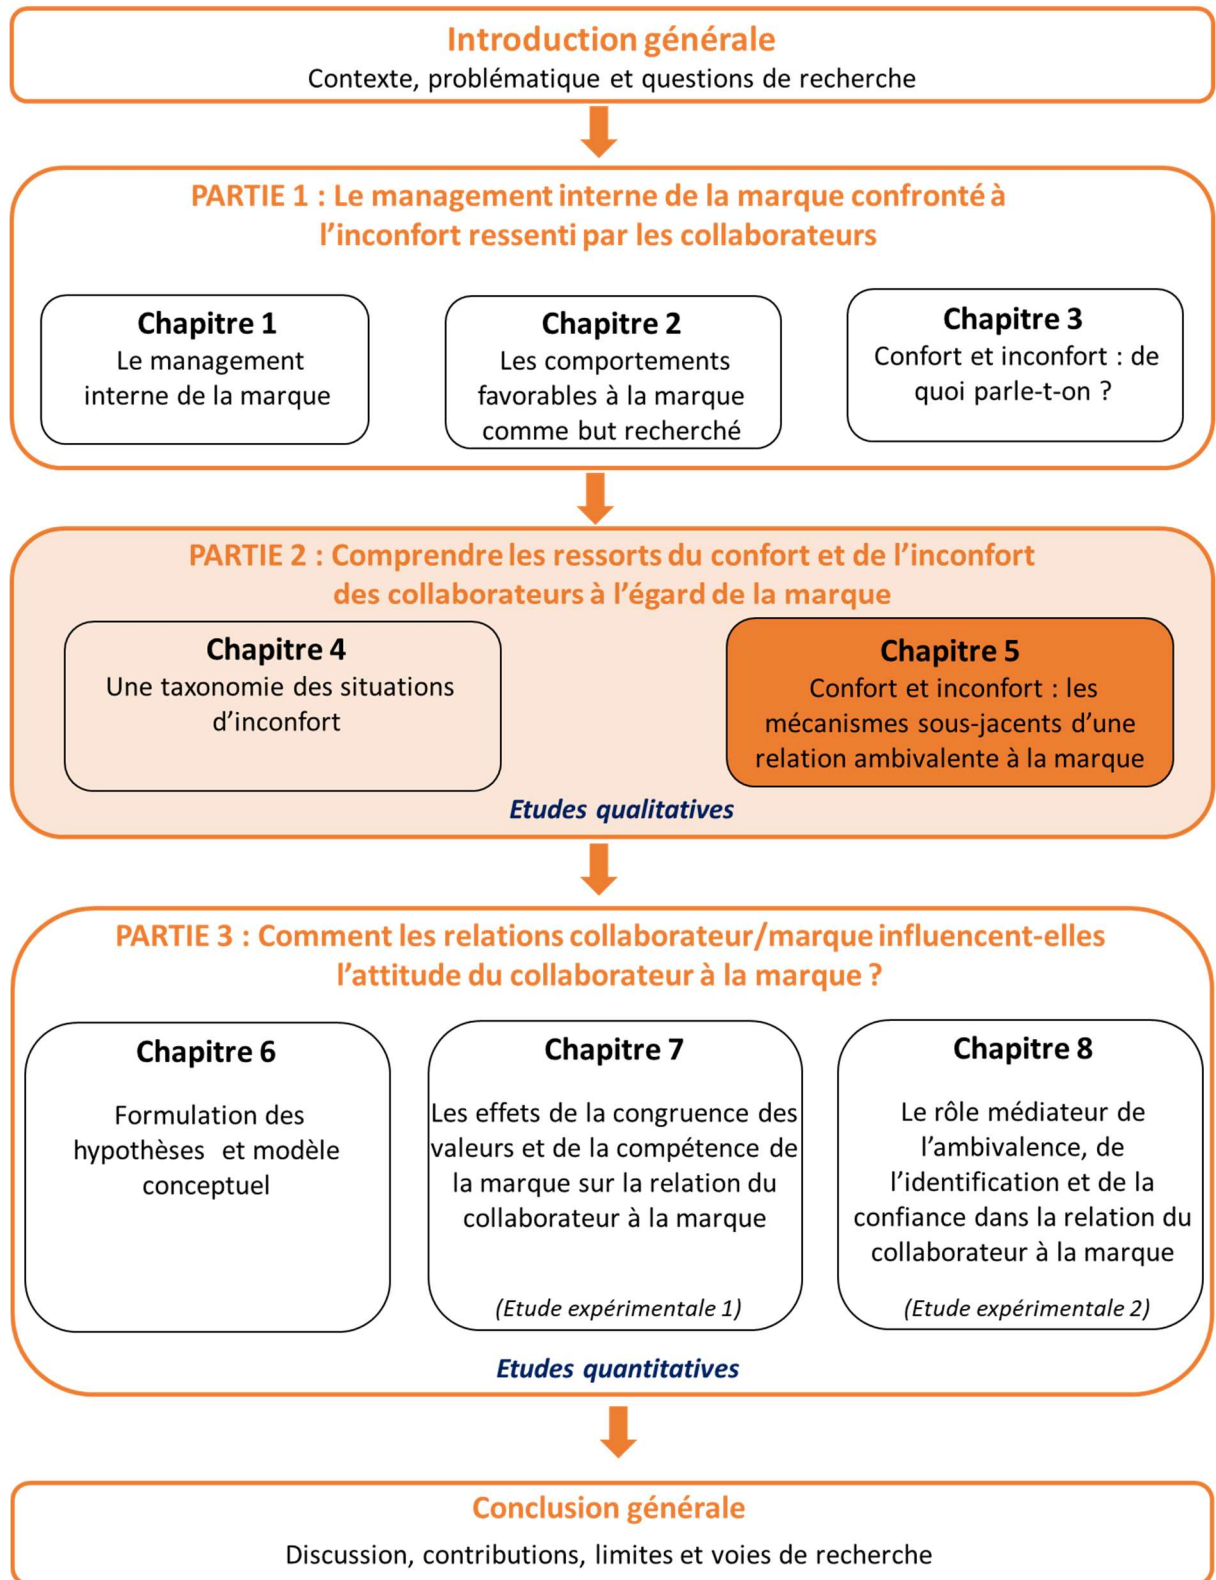 Introduction générale
Contexte, problématique et questions de recherche
PARTIE 1 : Le management interne de la marque confronté à
l’inconfort ressenti par les collaborateurs
Chapitre 1
Le management
interne de la marque
Chapitre 2
Les comportements
favorables à la marque
comme but recherché
Chapitre 3
Confort et inconfort : de
quoi parle-t-on ?
PARTIE 2 : Comprendre les ressorts du confort et de l’inconfort
des collaborateurs à l’égard de la marque
Chapitre 4
Une taxonomie des situations
d’inconfort
Chapitre 5
Confort et inconfort : les
mécanismes sous-jacents d’une
relation ambivalente à la marque
Etudes qualitatives
PARTIE 3 : Comment les relations collaborateur/marque influencent-elles
l’attitude du collaborateur à la marque ?
Chapitre 6
Formulation des
hypothèses et modèle
conceptuel
Chapitre 7
Les effets de la congruence des
valeurs et de la compétence de
la marque sur la relation du
collaborateur à la marque
(Etude expérimentale 1)
Chapitre 8
Le rôle médiateur de
l’ambivalence, de
l’identification et de la
confiance dans la relation du
collaborateur à la marque
(Etude expérimentale 2)
Etudes quantitatives
Conclusion générale
Discussion, contributions, limites et voies de recherche